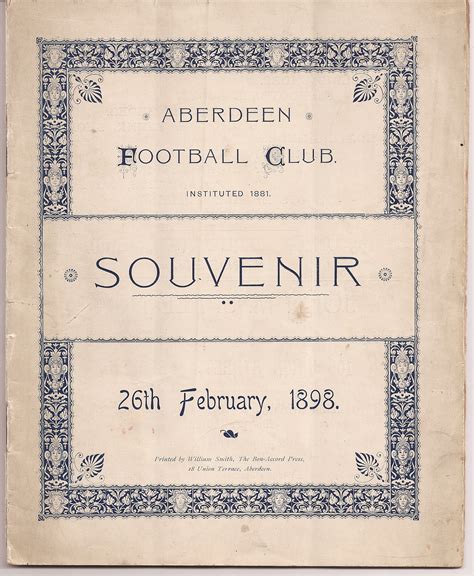 ABERDEEN
FOOTBALL CLUB.
INSTITUTED 1881.
SOUVENIR
26th February, 1898.
Printed by William Smith, The Bon-Accord Press,
18 Union Terrace, Aberdeen.